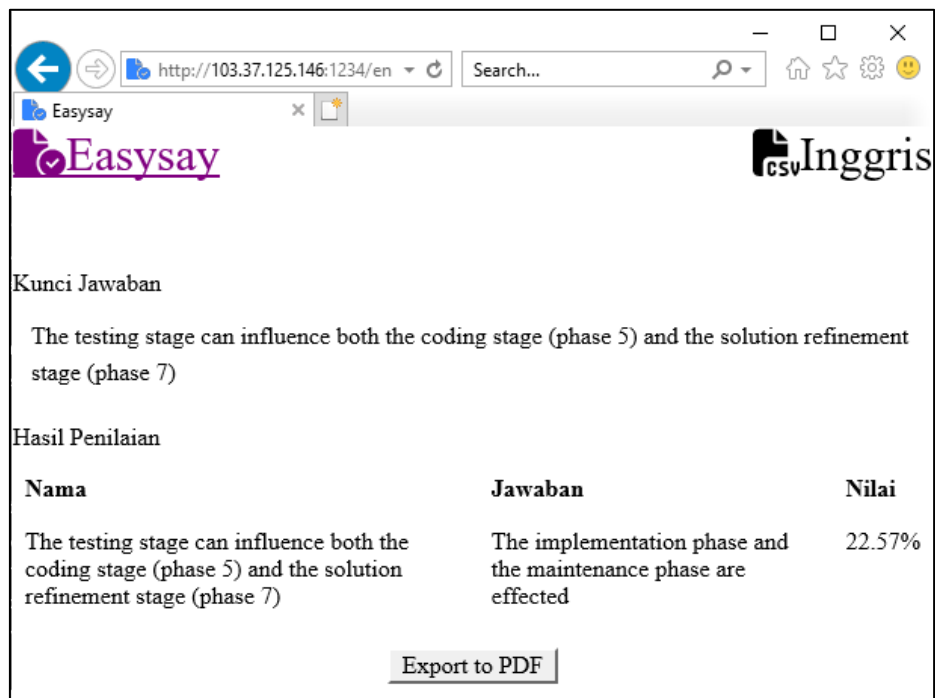 http://103.37.125.146:1234/en
Search...
Easysay
Easysay
CSV Inggris
Kunci Jawaban
The testing stage can influence both the coding stage (phase 5) and the solution refinement
stage (phase 7)
Hasil Penilaian
Nama Jawaban Nilai
The testing stage can influence both the The implementation phase and 22.57%
coding stage (phase 5) and the solution the maintenance phase are
refinement stage (phase 7) effected
Export to PDF